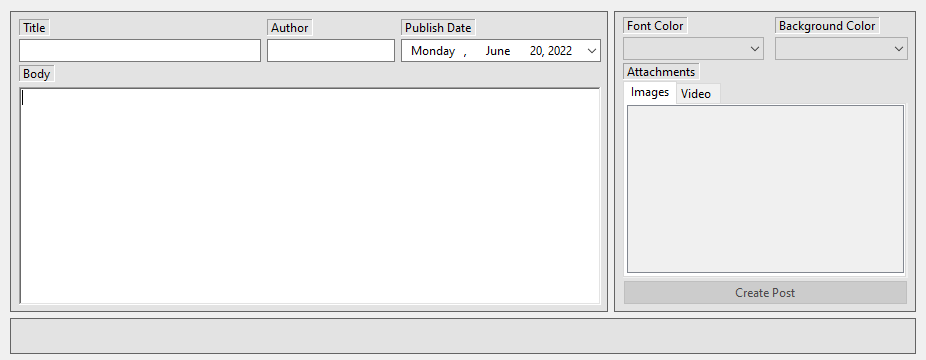 Title
Author
Publish Date
Monday , June 20, 2022
Body
Font Color
Background Color
Attachments
Images
Video
Create Post